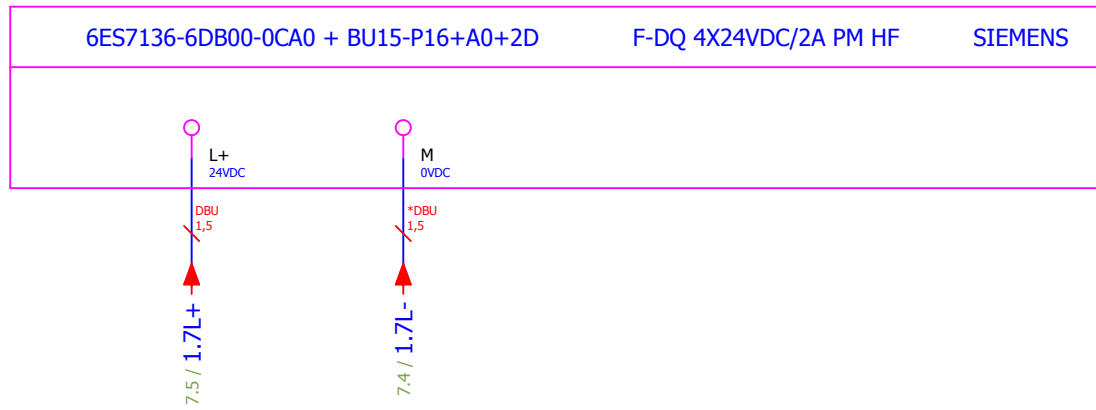 6ES7136-6DB00-0CA0 + BU15-P16+A0+2D F-DQ 4X24VDC/2A PM HF SIEMENS
L+
24VDC
M
0VDC
DBU
1,5
*DBU
1,5
7.5 / 1.7L+
7.4 / 1.7L-